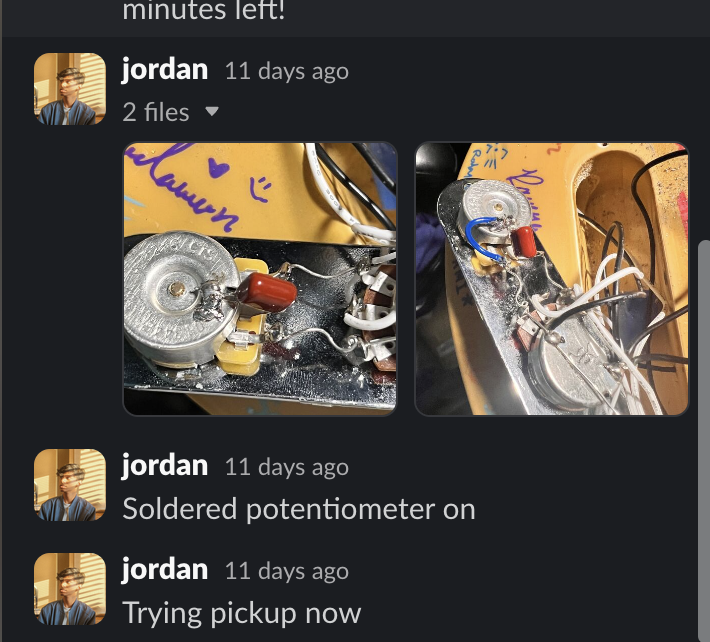 minutes left!
jordan 11 days ago
2 files
jordan 11 days ago
Soldered potentiometer on
jordan 11 days ago
Trying pickup now